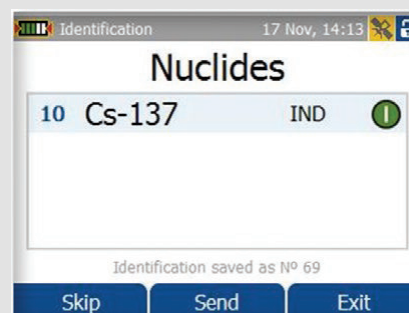 Identification 17 Nov, 14:13
Nuclides
10 Cs-137 IND I
Identification saved as Nº 69
Skip Send Exit